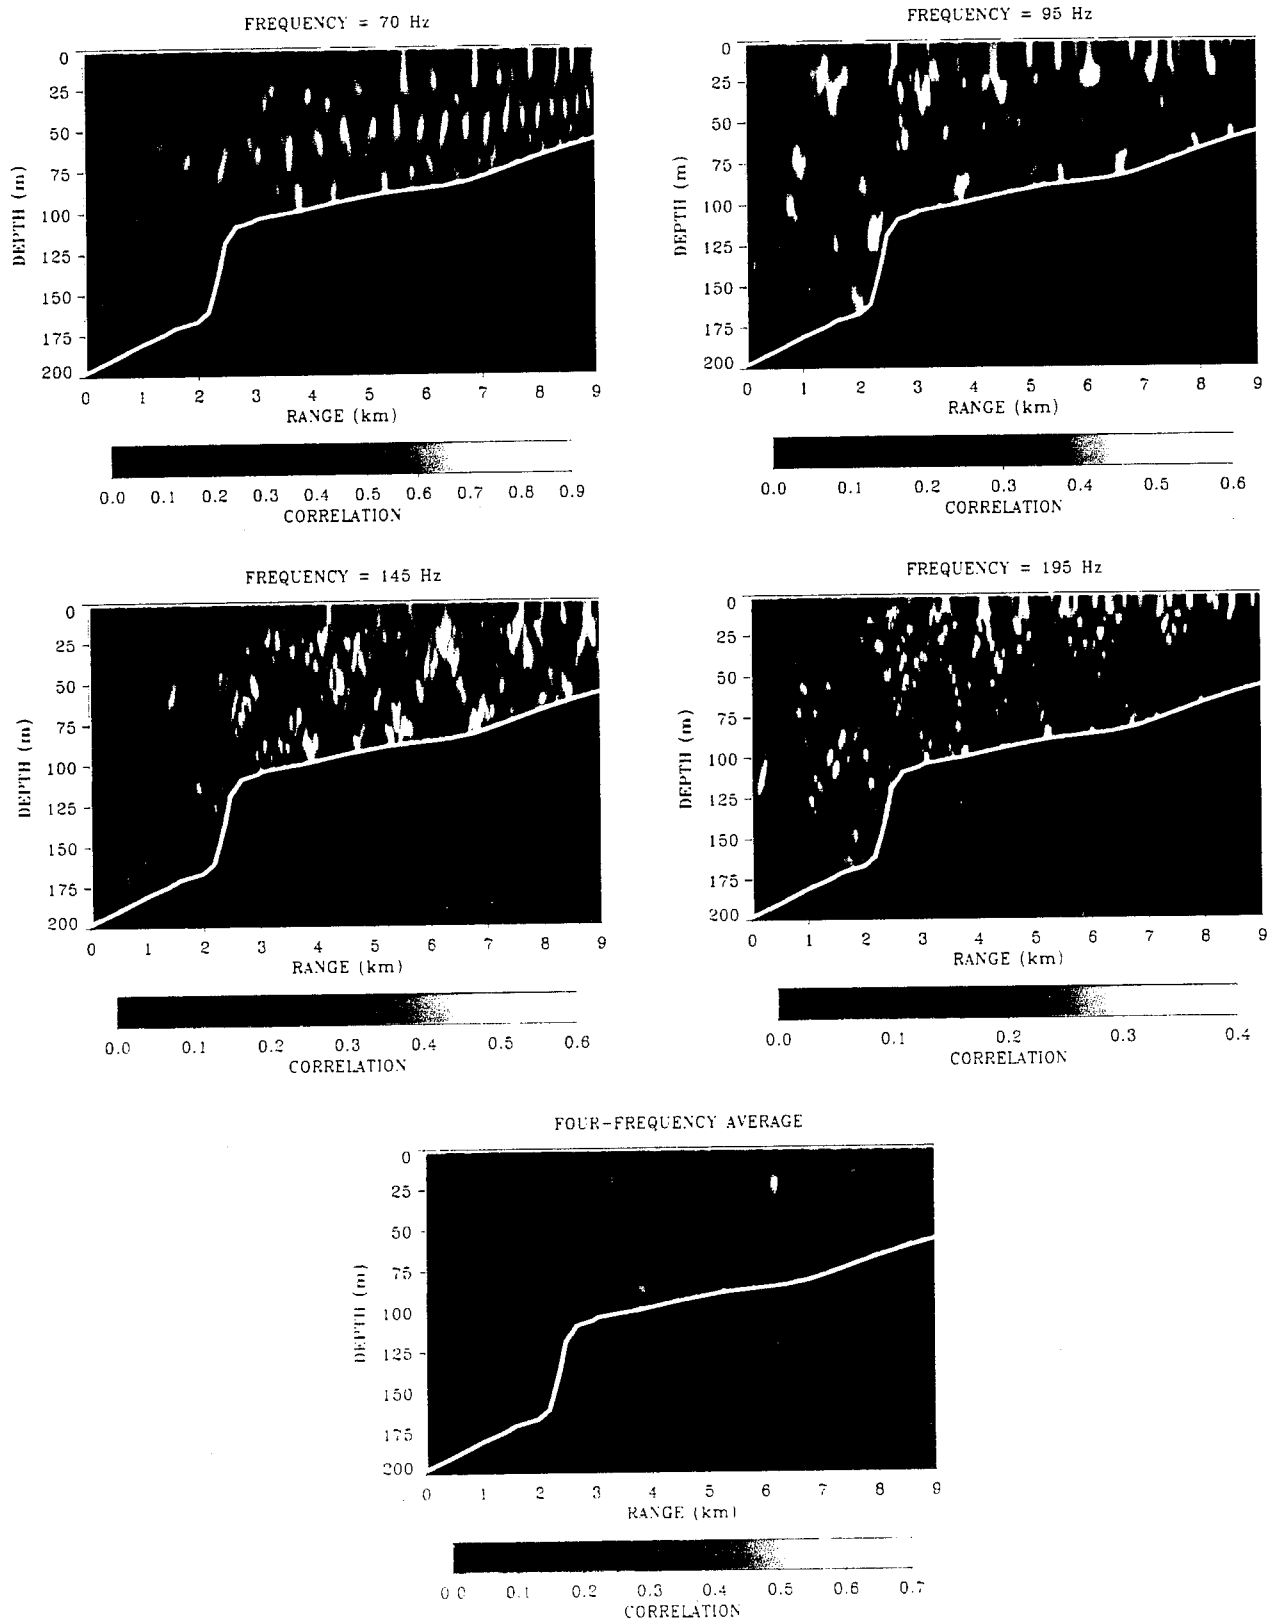 FREQUENCY = 70 Hz
0
25
50
75
100
125
150
175
200
DEPTH (m)
0 1 2 3 4 5 6 7 8 9
RANGE (km)
0.0 0.1 0.2 0.3 0.4 0.5 0.6 0.7 0.8 0.9
CORRELATION
FREQUENCY = 95 Hz
0
25
50
75
100
125
150
175
200
DEPTH (m)
0 1 2 3 4 5 6 7 8 9
RANGE (km)
0.0 0.1 0.2 0.3 0.4 0.5 0.6
CORRELATION
FREQUENCY = 145 Hz
0
25
50
75
100
125
150
175
200
DEPTH (m)
0 1 2 3 4 5 6 7 8 9
RANGE (km)
0.0 0.1 0.2 0.3 0.4 0.5 0.6
CORRELATION
FREQUENCY = 195 Hz
0
25
50
75
100
125
150
175
200
DEPTH (m)
0 1 2 3 4 5 6 7 8 9
RANGE (km)
0.0 0.1 0.2 0.3 0.4
CORRELATION
FOUR-FREQUENCY AVERAGE
0
25
50
75
100
125
150
175
200
DEPTH (m)
0 1 2 3 4 5 6 7 8 9
RANGE (km)
0.0 0.1 0.2 0.3 0.4 0.5 0.6 0.7
CORRELATION